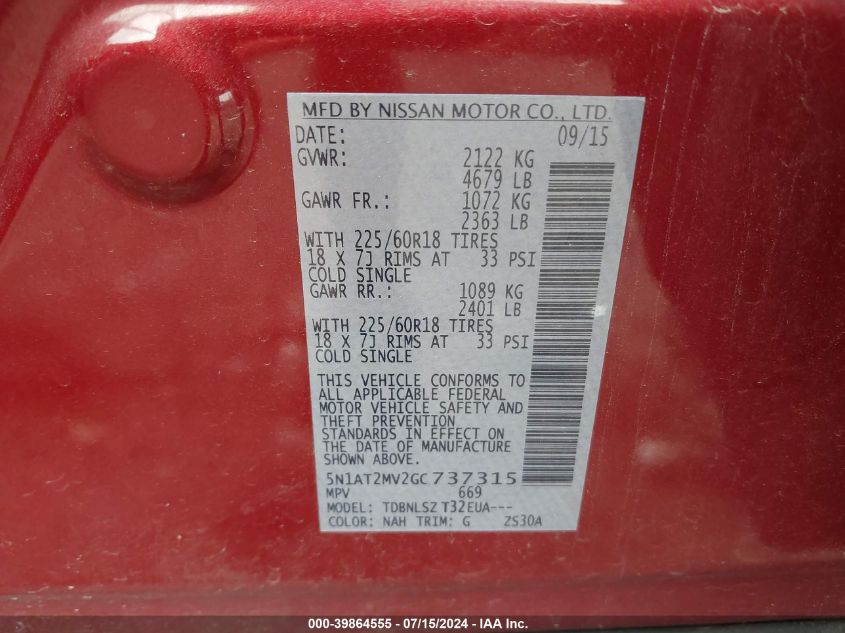 MFD BY NISSAN MOTOR CO., LTD.
DATE: 09/15
GVWR: 2122 KG
4679 LB
GAWR FR.: 1072 KG
2363 LB
WITH 225/60R18 TIRES
18 X 7J RIMS AT 33 PSI
COLD SINGLE
GAWR RR.: 1089 KG
2401 LB
WITH 225/60R18 TIRES
18 X 7J RIMS AT 33 PSI
COLD SINGLE
THIS VEHICLE CONFORMS TO
ALL APPLICABLE FEDERAL
MOTOR VEHICLE SAFETY AND
THEFT PREVENTION
STANDARDS IN EFFECT ON
THE DATE OF MANUFACTURE
SHOWN ABOVE
5N1AT2MV2GC737315
MPV 669
MODEL: TDBNLSZ T32EUA---
COLOR: NAH TRIM: G ZS30A
000-39864555 - 07/15/2024 - IAA Inc.